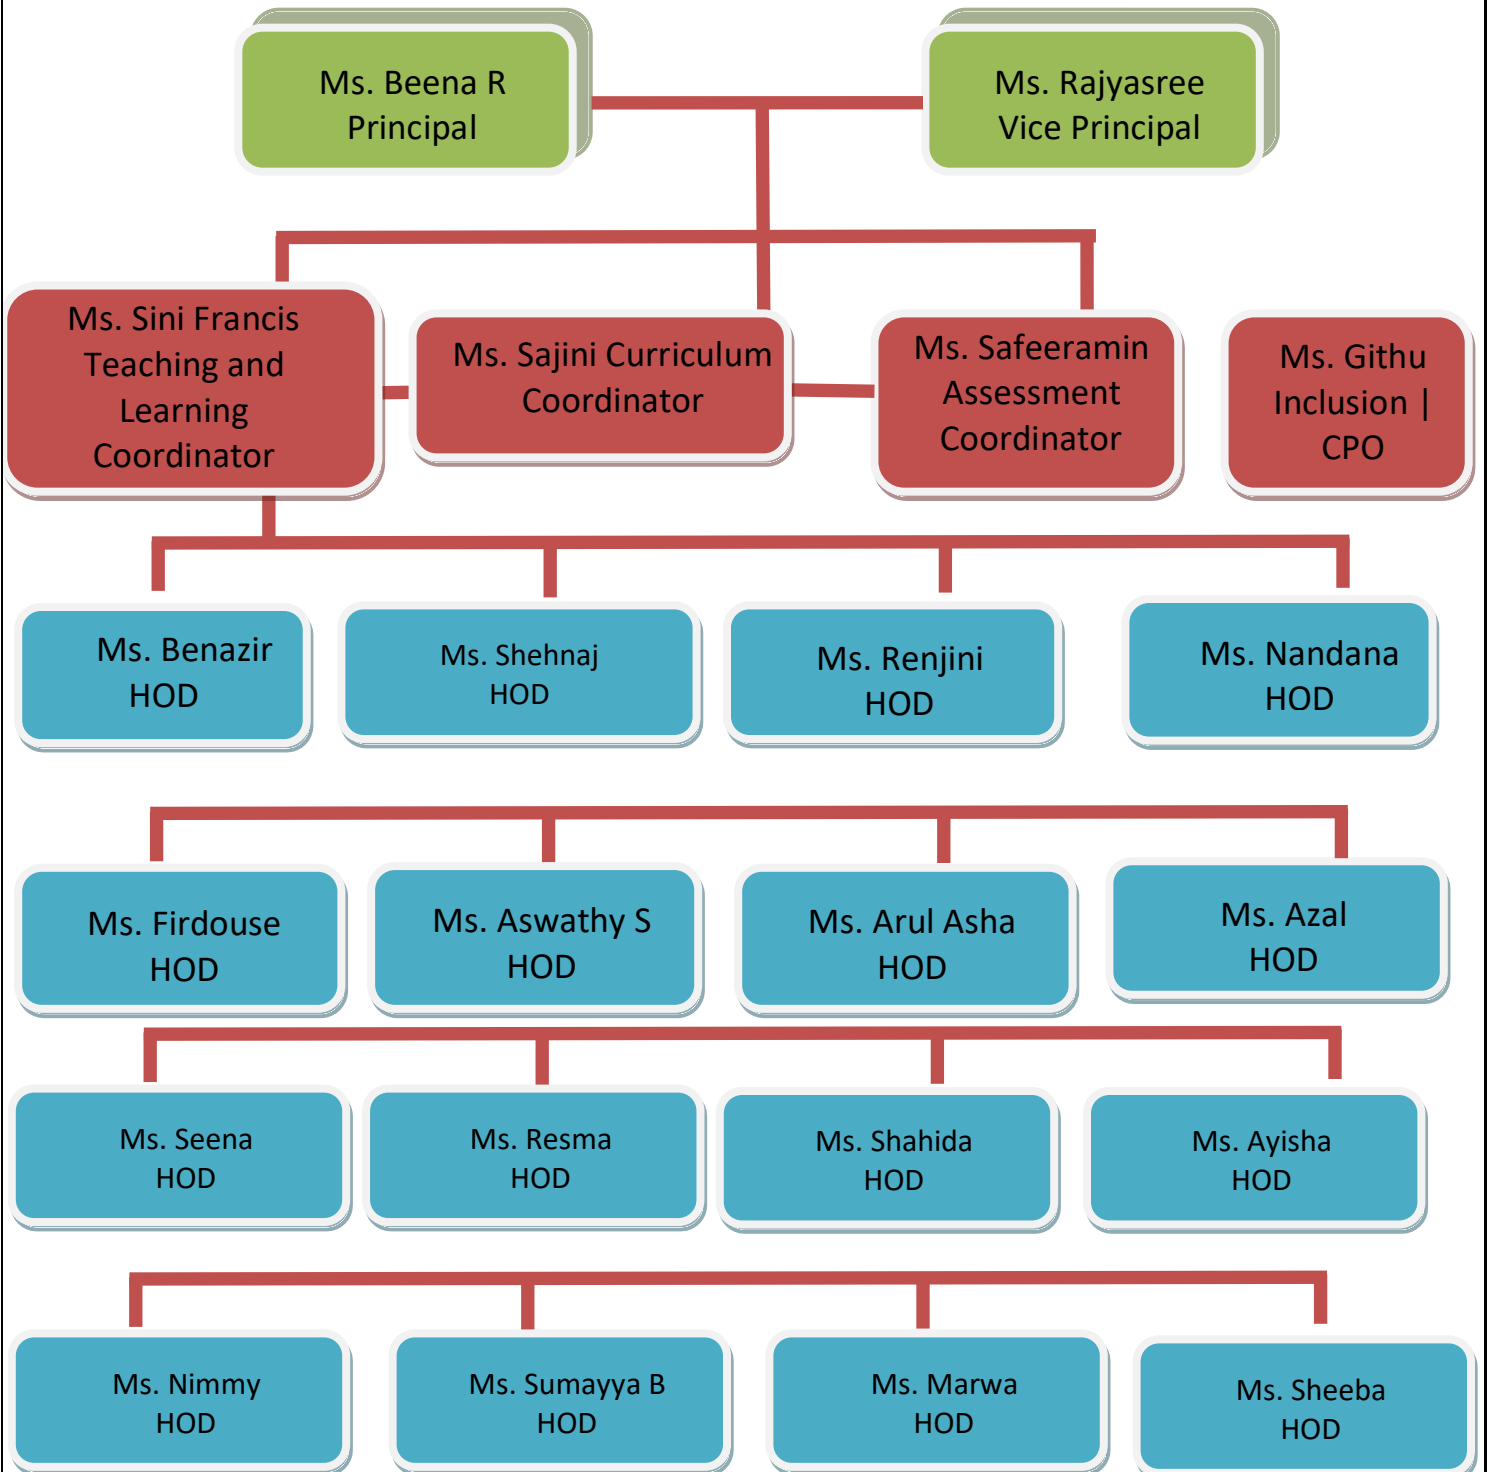 Ms. Beena R
Principal
Ms. Rajyasree
Vice Principal
Ms. Sini Francis
Teaching and
Learning
Coordinator
Ms. Sajini Curriculum
Coordinator
Ms. Safeeramin
Assessment
Coordinator
Ms. Githu
Inclusion |
CPO
Ms. Benazir
HOD
Ms. Shehnaj
HOD
Ms. Renjini
HOD
Ms. Nandana
HOD
Ms. Firdouse
HOD
Ms. Aswathy S
HOD
Ms. Arul Asha
HOD
Ms. Azal
HOD
Ms. Seena
HOD
Ms. Resma
HOD
Ms. Shahida
HOD
Ms. Ayisha
HOD
Ms. Nimmy
HOD
Ms. Sumayya B
HOD
Ms. Marwa
HOD
Ms. Sheeba
HOD